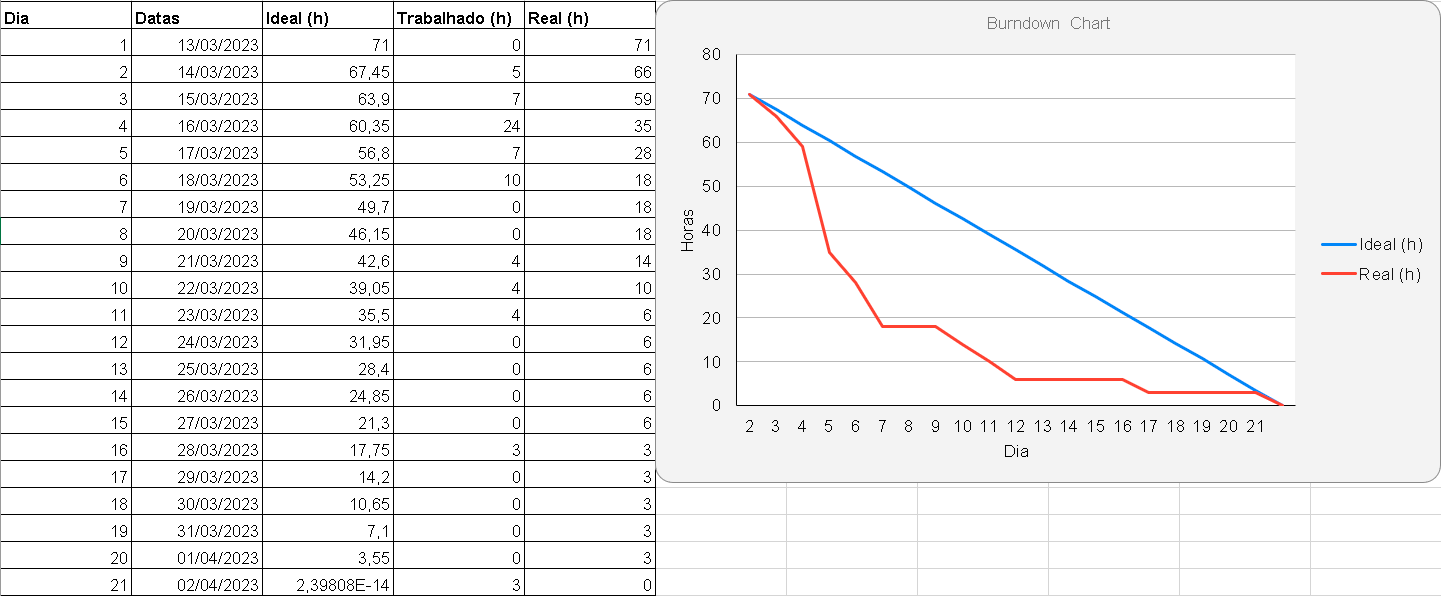 Dia Datas Ideal (h) Trabalhado (h) Real (h)
1 13/03/2023 71 0 71
2 14/03/2023 67,45 5 66
3 15/03/2023 63,9 7 59
4 16/03/2023 60,35 24 35
5 17/03/2023 56,8 7 28
6 18/03/2023 53,25 10 18
7 19/03/2023 49,7 0 18
8 20/03/2023 46,15 0 18
9 21/03/2023 42,6 4 14
10 22/03/2023 39,05 4 10
11 23/03/2023 35,5 4 6
12 24/03/2023 31,95 0 6
13 25/03/2023 28,4 0 6
14 26/03/2023 24,85 0 6
15 27/03/2023 21,3 0 6
16 28/03/2023 17,75 3 3
17 29/03/2023 14,2 0 3
18 30/03/2023 10,65 0 3
19 31/03/2023 7,1 0 3
20 01/04/2023 3,55 0 3
21 02/04/2023 2,39808E-14 3 0
Burndown Chart
80
70
60
50
40
30
20
10
0
Horas
2 3 4 5 6 7 8 9 10 11 12 13 14 15 16 17 18 19 20 21
Dia
Ideal (h)
Real (h)